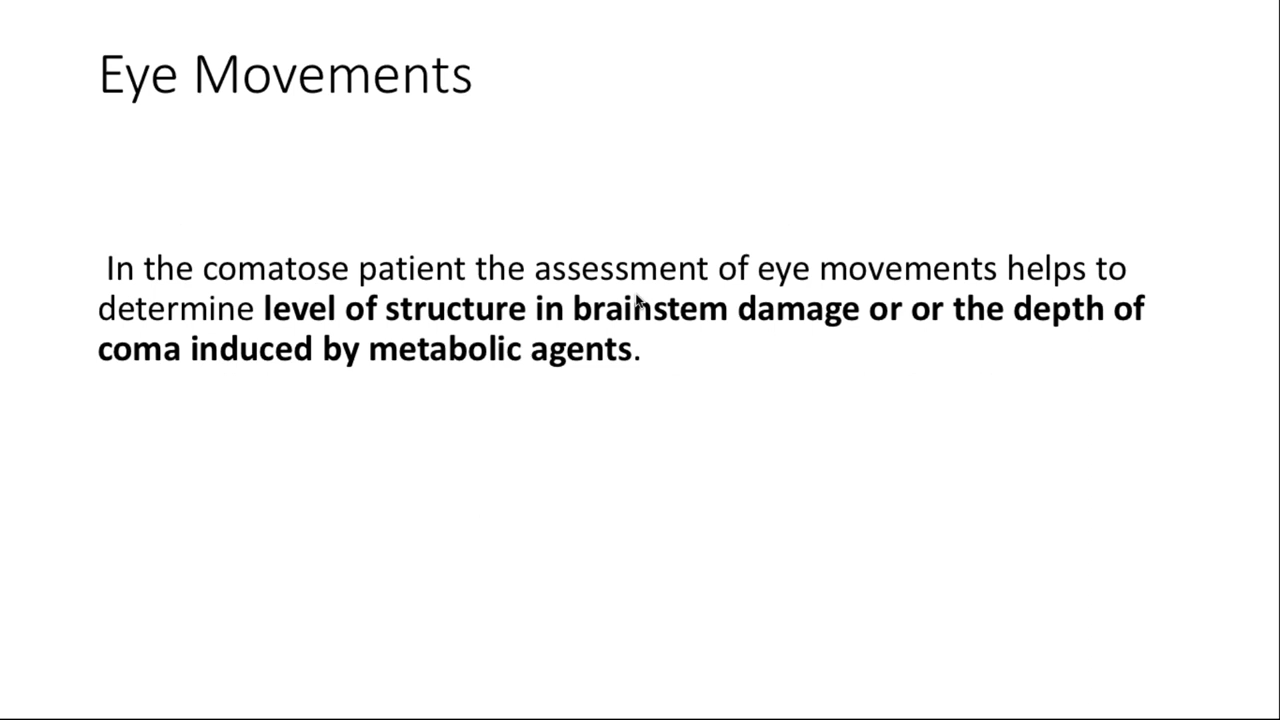 Eye Movements
In the comatose patient the assessment of eye movements helps to
determine level of structure in brainstem damage or or the depth of
coma induced by metabolic agents.